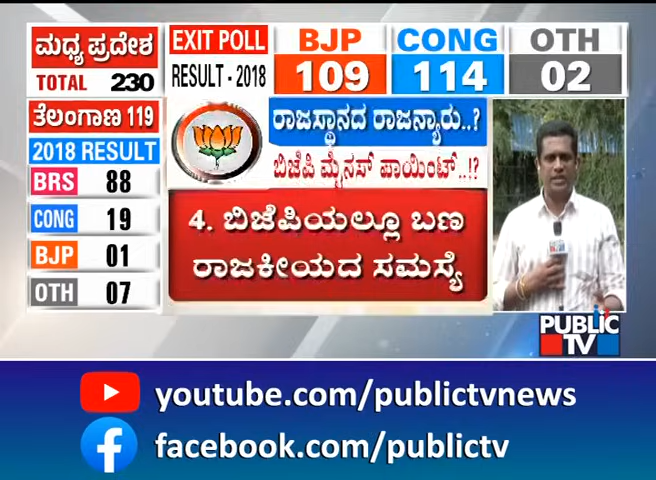 ಮಧ್ಯಪ್ರದೇಶ
TOTAL 230
EXIT POLL
RESULT - 2018
BJP
109
CONG
114
OTH
02
ತೆಲಂಗಾಣ 119
2018 RESULT
BRS 88
CONG 19
BJP 01
OTH 07
ರಾಜಸ್ಥಾನದ ರಾಜನ್ಯಾರು..?
ಬಿಜೆಪಿ ಮೈನಸ್ ಪಾಯಿಂಟ್..!?
4. ಬಿಜೆಪಿಯಲ್ಲೂ ಬಣ
ರಾಜಕೀಯದ ಸಮಸ್ಯೆ
PUBLIC
TV
youtube.com/publictvnews
facebook.com/publictv